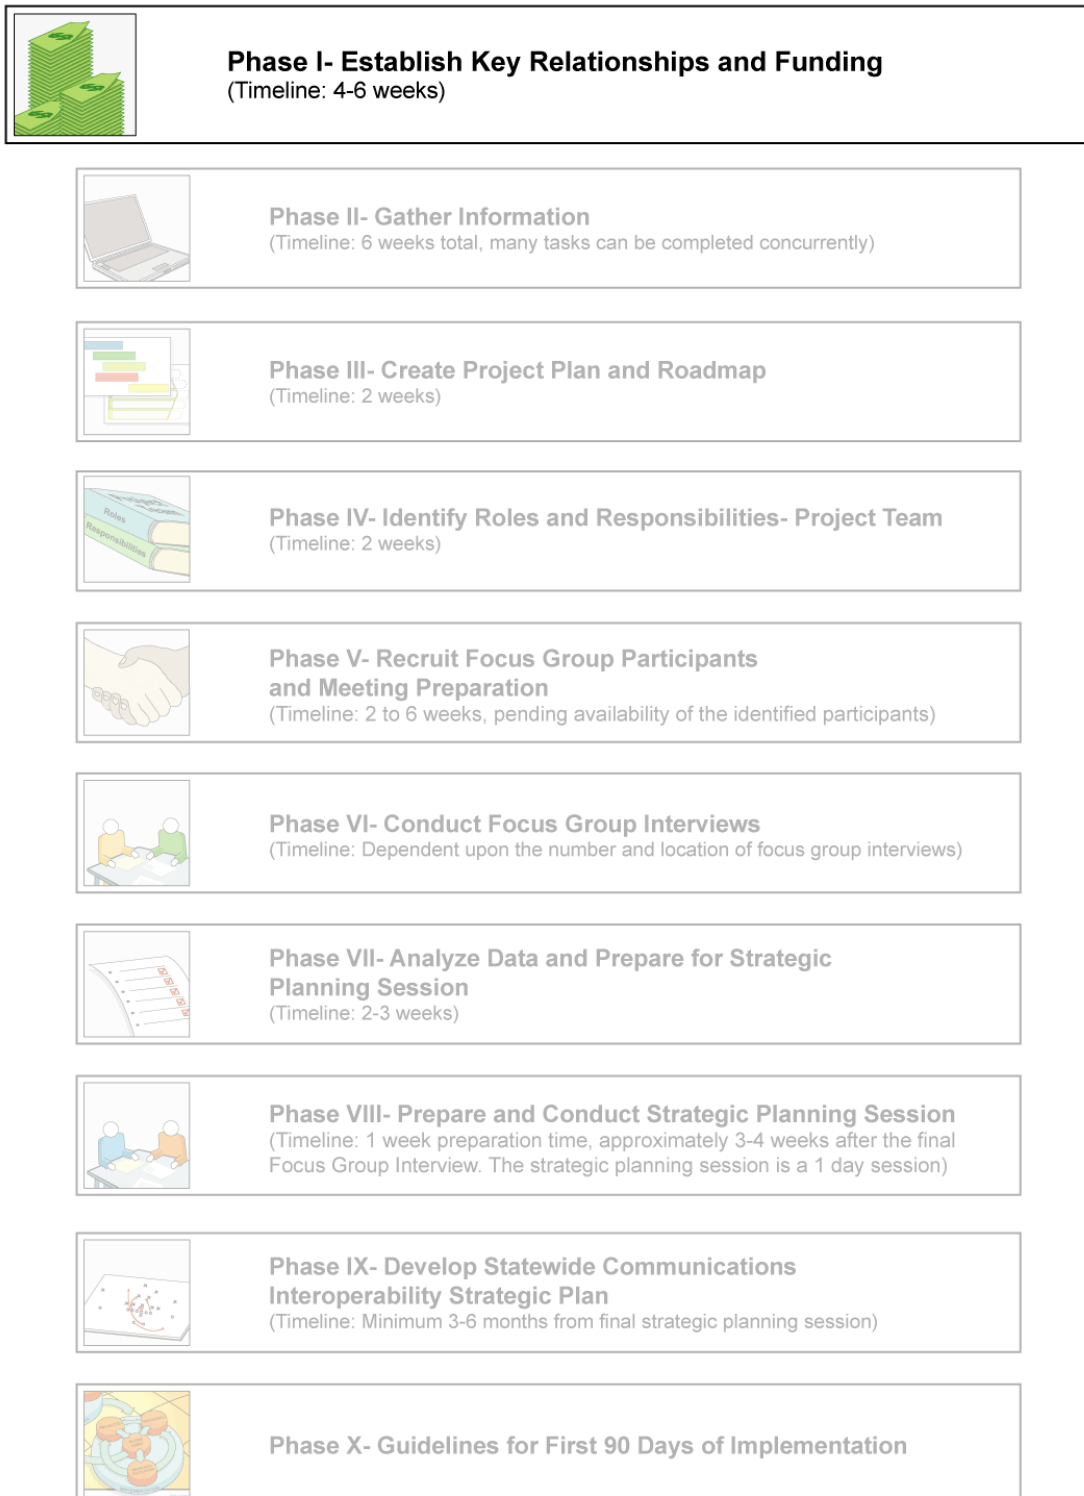 Phase I- Establish Key Relationships and Funding
(Timeline: 4-6 weeks)
Phase II- Gather Information
(Timeline: 6 weeks total, many tasks can be completed concurrently)
Phase III- Create Project Plan and Roadmap
(Timeline: 2 weeks)
Roles
Responsibilities
Phase IV- Identify Roles and Responsibilities- Project Team
(Timeline: 2 weeks)
Phase V- Recruit Focus Group Participants
and Meeting Preparation
(Timeline: 2 to 6 weeks, pending availability of the identified participants)
Phase VI- Conduct Focus Group Interviews
(Timeline: Dependent upon the number and location of focus group interviews)
Phase VII- Analyze Data and Prepare for Strategic
Planning Session
(Timeline: 2-3 weeks)
Phase VIII- Prepare and Conduct Strategic Planning Session
(Timeline: 1 week preparation time, approximately 3-4 weeks after the final
Focus Group Interview. The strategic planning session is a 1 day session)
Phase IX- Develop Statewide Communications
Interoperability Strategic Plan
(Timeline: Minimum 3-6 months from final strategic planning session)
Phase X- Guidelines for First 90 Days of Implementation